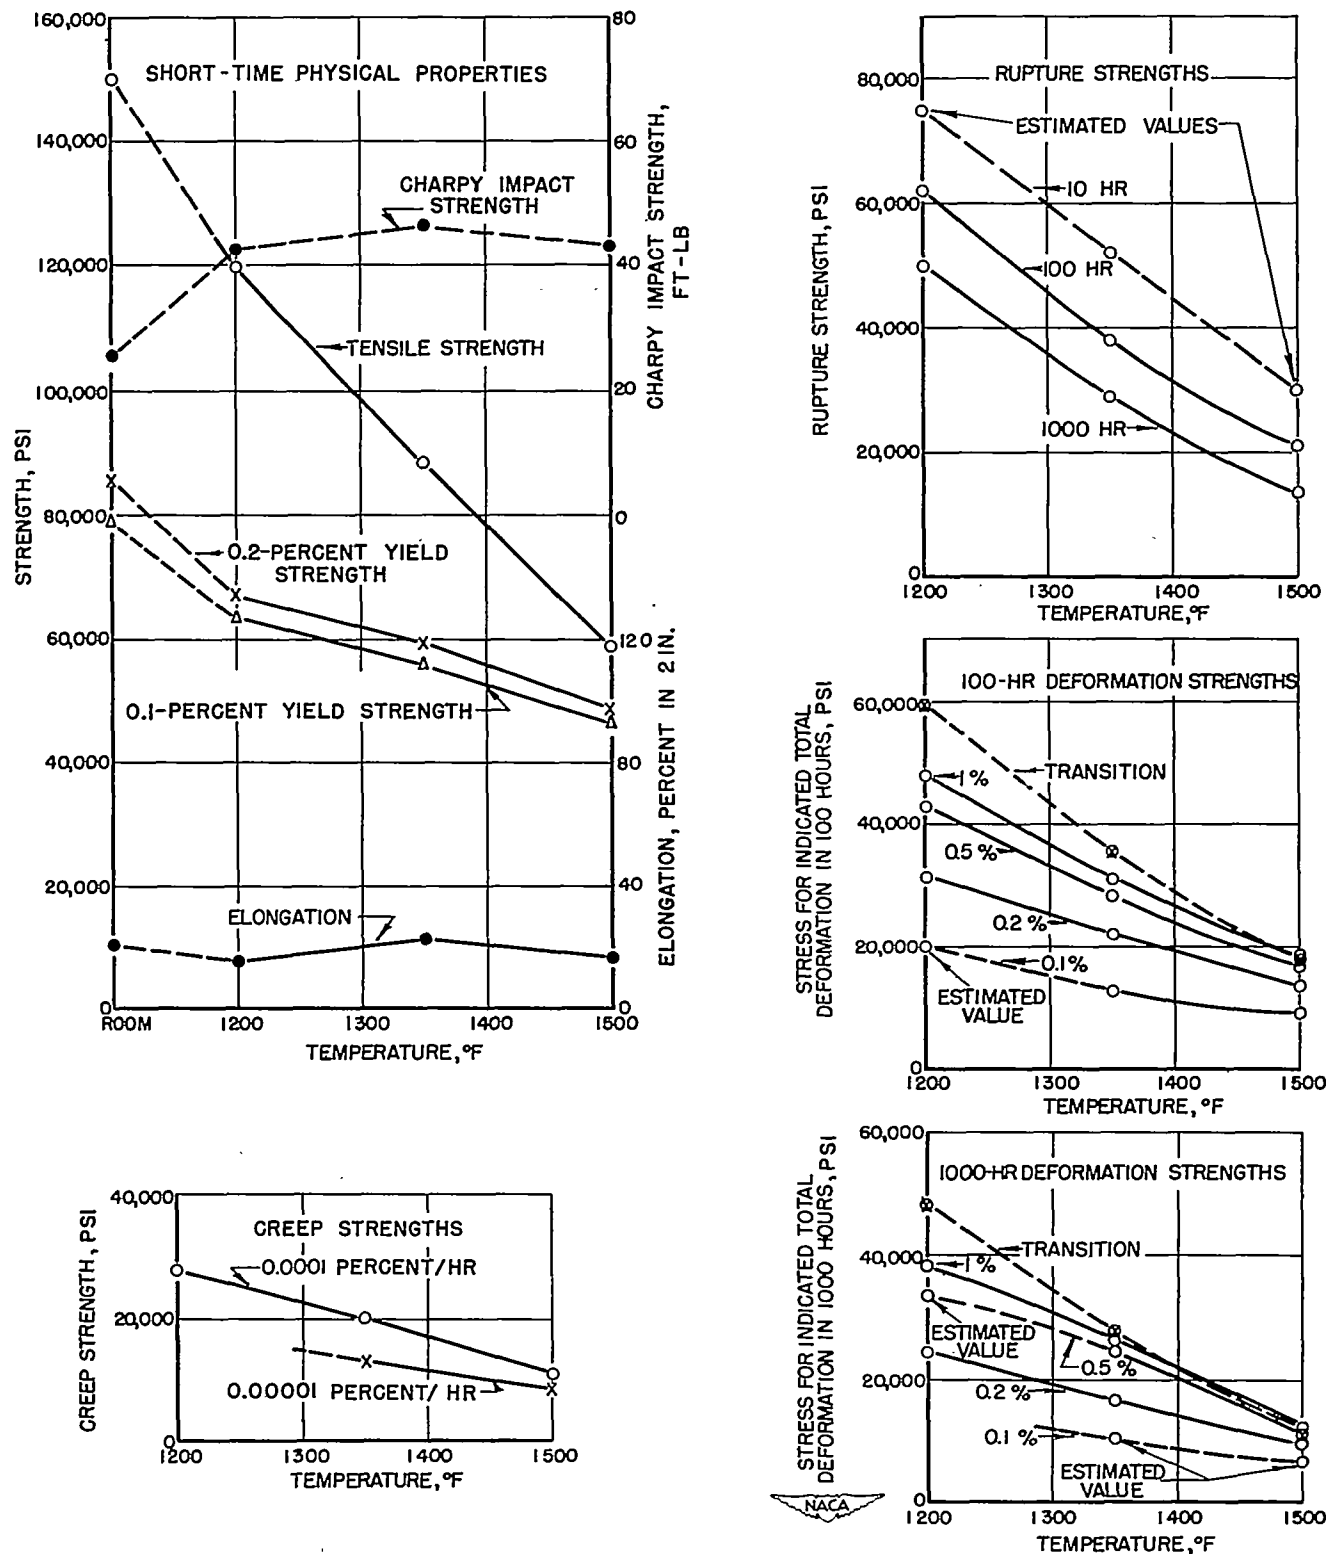 SHORT-TIME PHYSICAL PROPERTIES
160,000
140,000
120,000
100,000
80,000
60,000
40,000
20,000
0
STRENGTH, PSI
80
60
40
20
0
CHARPY IMPACT STRENGTH,
FT-LB
120
80
40
0
ELONGATION, PERCENT IN 2 IN.
CHARPY IMPACT
STRENGTH
TENSILE STRENGTH
0.2-PERCENT YIELD
STRENGTH
0.1-PERCENT YIELD STRENGTH
ELONGATION
ROOM 1200 1300 1400 1500
TEMPERATURE, °F
CREEP STRENGTHS
40,000
20,000
0
CREEP STRENGTH, PSI
0.0001 PERCENT/HR
0.00001 PERCENT/HR
1200 1300 1400 1500
TEMPERATURE, °F
RUPTURE STRENGTHS
80,000
60,000
40,000
20,000
0
RUPTURE STRENGTH, PSI
ESTIMATED VALUES
10 HR
100 HR
1000 HR
1200 1300 1400 1500
TEMPERATURE, °F
100-HR DEFORMATION STRENGTHS
60,000
40,000
20,000
0
STRESS FOR INDICATED TOTAL
DEFORMATION IN 100 HOURS, PSI
TRANSITION
1 %
0.5 %
0.2 %
0.1 %
ESTIMATED
VALUE
1200 1300 1400 1500
TEMPERATURE, °F
1000-HR DEFORMATION STRENGTHS
60,000
40,000
20,000
0
STRESS FOR INDICATED TOTAL
DEFORMATION IN 1000 HOURS, PSI
TRANSITION
1 %
ESTIMATED
VALUE
0.5 %
0.2 %
0.1 %
ESTIMATED
VALUE
1200 1300 1400 1500
TEMPERATURE, °F
NACA